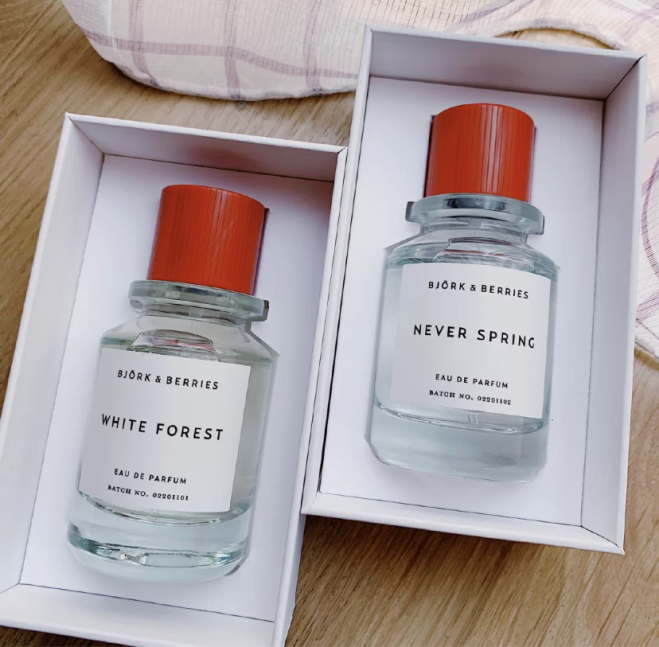 BJÖRK & BERRIES
WHITE FOREST
EAU DE PARFUM
BATCH NO. 02201101
BJÖRK & BERRIES
NEVER SPRING
EAU DE PARFUM
BATCH NO. 02201102